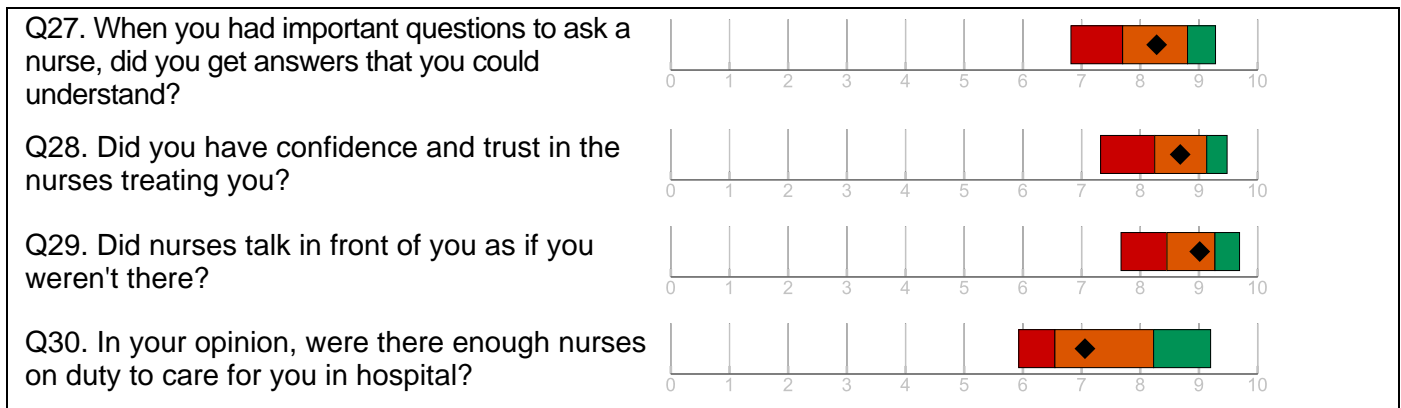 Q27. When you had important questions to ask a
nurse, did you get answers that you could
understand?
0 1 2 3 4 5 6 7 8 9 10
Q28. Did you have confidence and trust in the
nurses treating you?
0 1 2 3 4 5 6 7 8 9 10
Q29. Did nurses talk in front of you as if you
weren't there?
0 1 2 3 4 5 6 7 8 9 10
Q30. In your opinion, were there enough nurses
on duty to care for you in hospital?
0 1 2 3 4 5 6 7 8 9 10